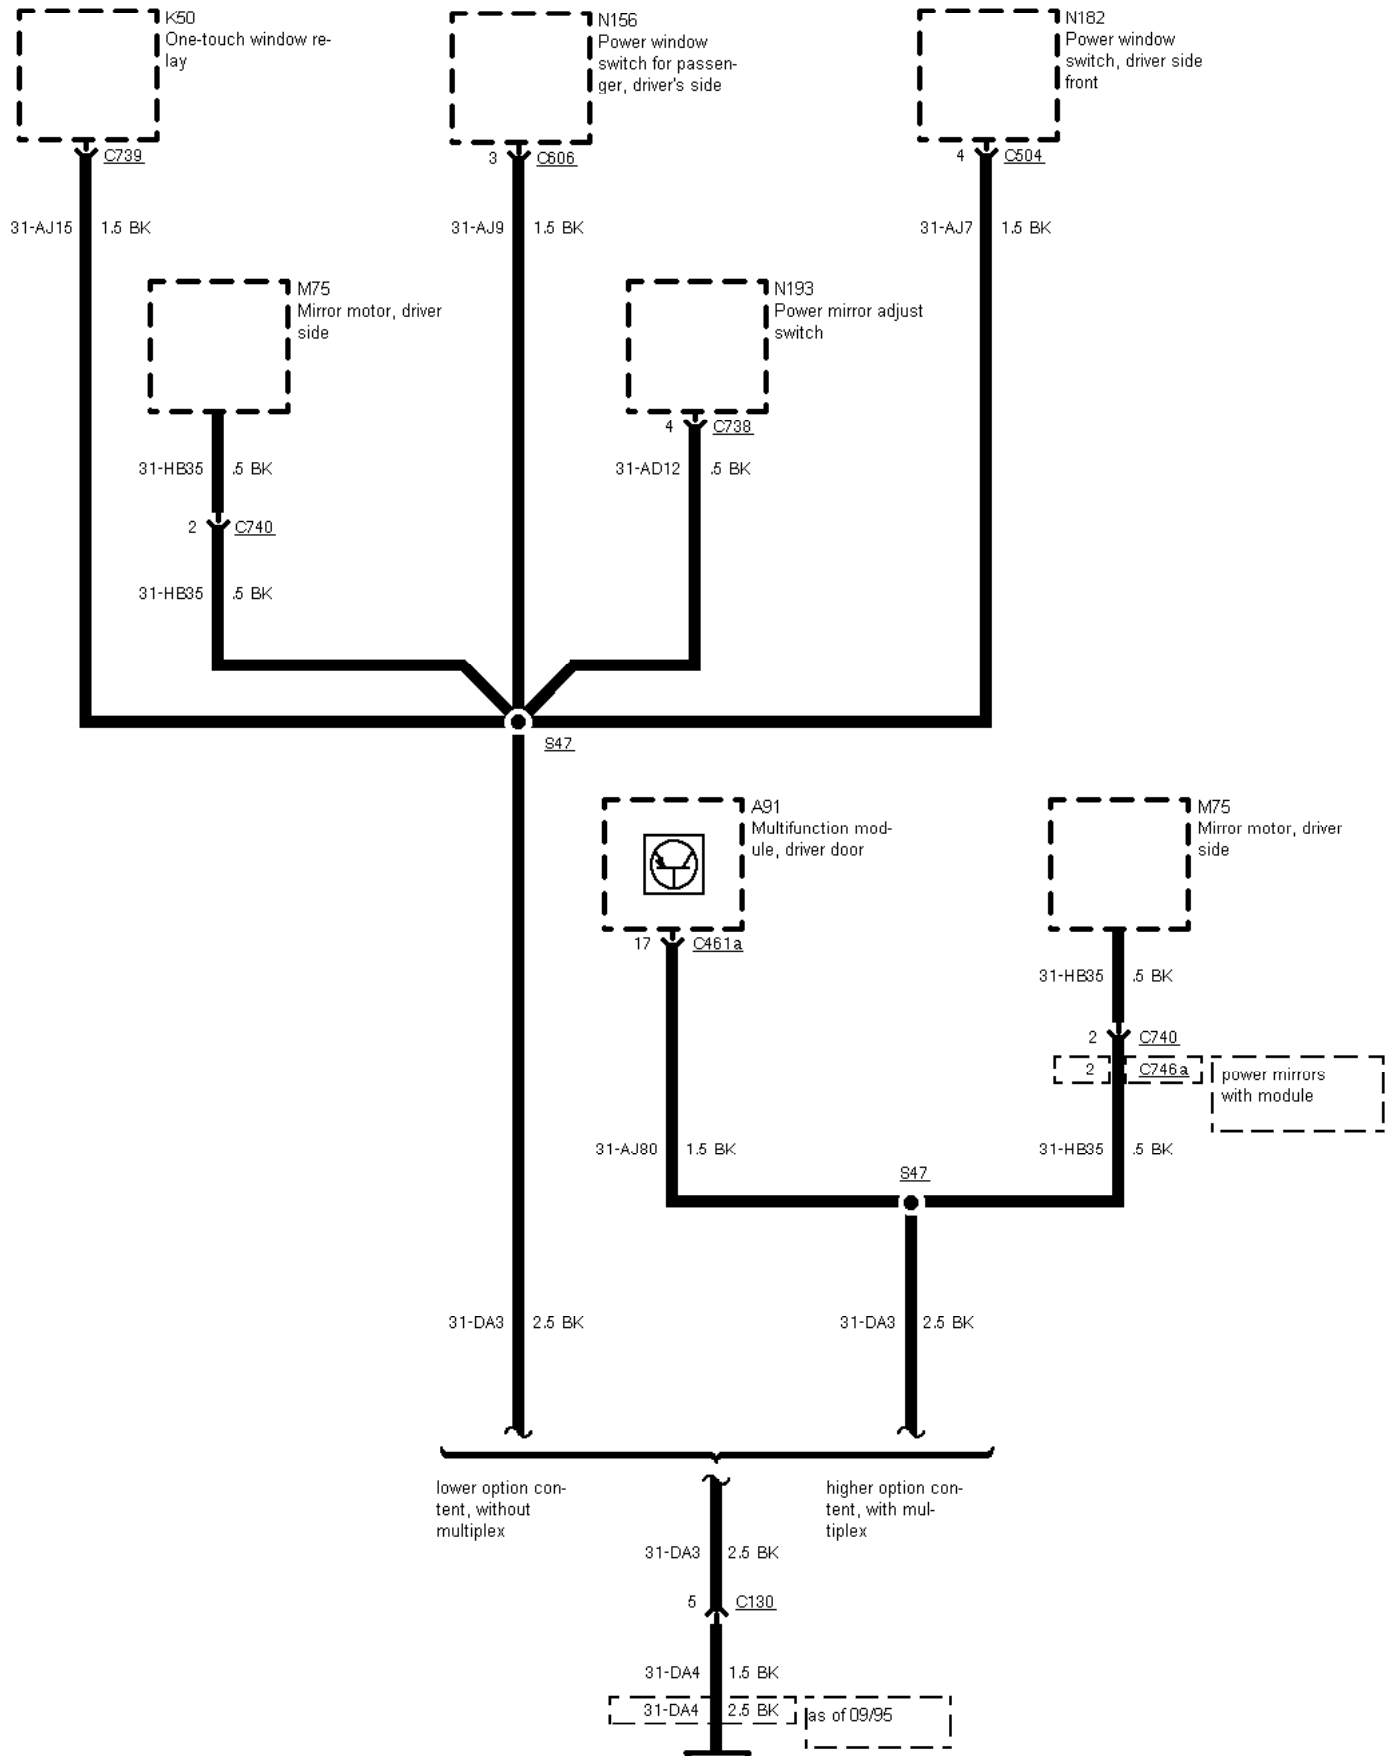 K50
One-touch window re-
lay
N156
Power window
switch for passen-
ger, driver's side
N182
Power window
switch, driver side
front
C739
3 C606
4 C504
31-AJ15 1.5 BK
31-AJ9 1.5 BK
31-AJ7 1.5 BK
M75
Mirror motor, driver
side
N193
Power mirror adjust
switch
4 C738
31-HB35 .5 BK
31-AD12 .5 BK
2 C740
31-HB35 .5 BK
S47
A91
Multifunction mod-
ule, driver door
M75
Mirror motor, driver
side
17 C461a
31-HB35 .5 BK
2 C740
2 C746a
power mirrors
with module
31-AJ80 1.5 BK
31-HB35 .5 BK
S47
31-DA3 2.5 BK
31-DA3 2.5 BK
lower option con-
tent, without
multiplex
higher option con-
tent, with mul-
tiplex
31-DA3 2.5 BK
5 C130
31-DA4 1.5 BK
31-DA4 2.5 BK
as of 09/95